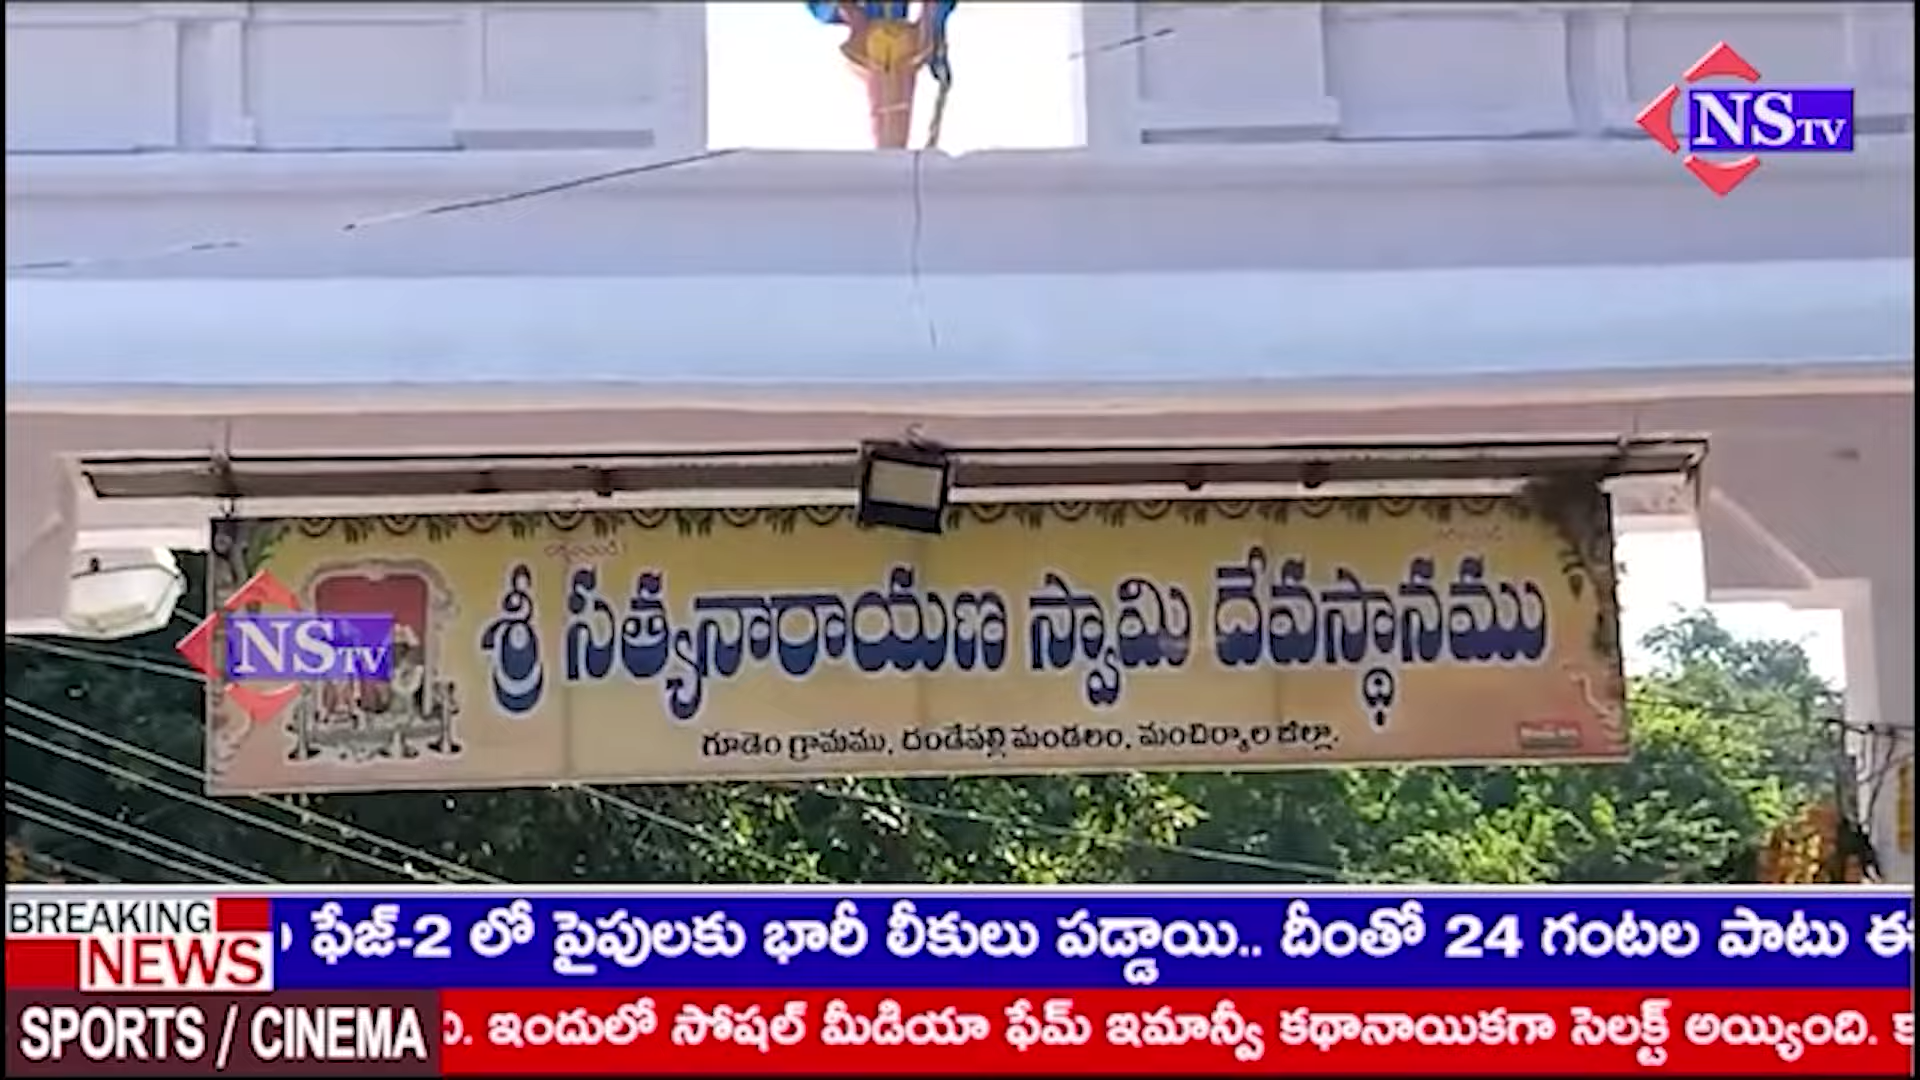 NSTV
శ్రీ సత్యనారాయణ స్వామి దేవస్థానము
NSTV
గూడెం గ్రామము, దండేపల్లి మండలం, మంచిర్యాల జిల్లా.
BREAKING NEWS
ఫేజ్-2 లో పైపులకు భారీ లీకులు పడ్డాయి.. దీంతో 24 గంటల పాటు ఈ
SPORTS / CINEMA
. ఇందులో సోషల్ మీడియా ఫేమ్ ఇమాన్వీ కథానాయికగా సెలక్ట్ అయ్యింది.